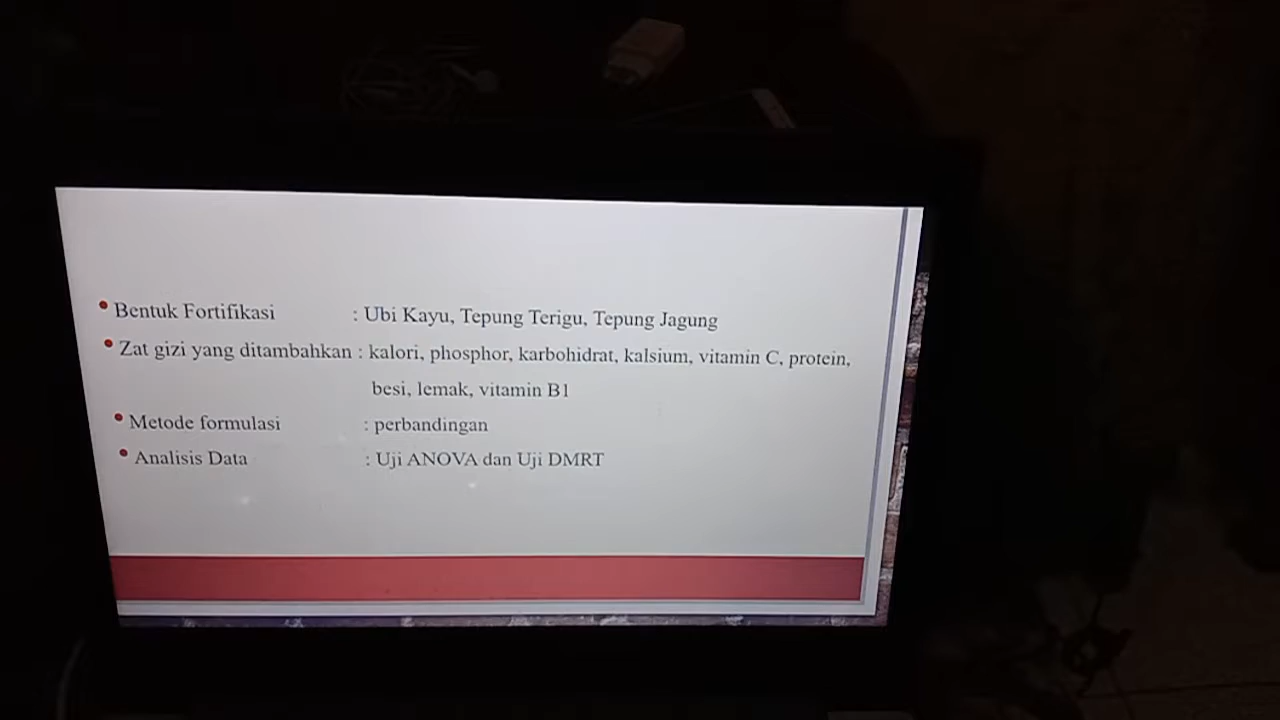 • Bentuk Fortifikasi : Ubi Kayu, Tepung Terigu, Tepung Jagung
• Zat gizi yang ditambahkan : kalori, phosphor, karbohidrat, kalsium, vitamin C, protein,
besi, lemak, vitamin B1
• Metode formulasi : perbandingan
• Analisis Data : Uji ANOVA dan Uji DMRT